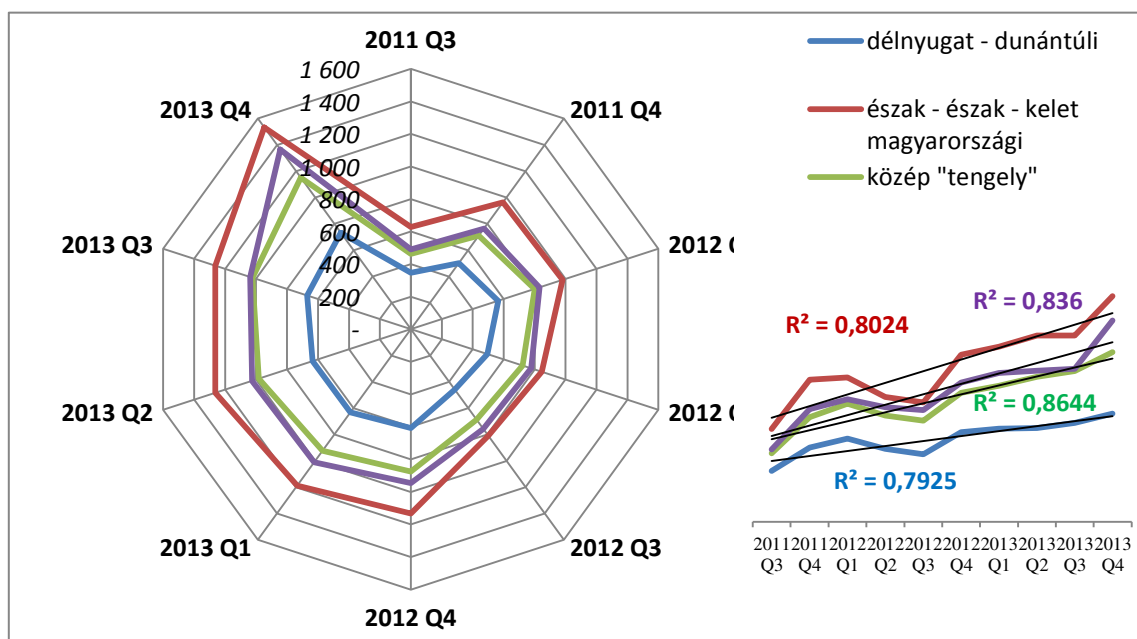 2011 Q3
1 600
1 400
1 200
1 000
800
600
400
200
-
2011 Q4
2012
2012
2012 Q3
2012 Q4
2013 Q1
2013 Q2
2013 Q3
2013 Q4
délnyugat - dunántúli
észak - észak - kelet
magyarországi
közép "tengely"
R² = 0,8024
R² = 0,836
R² = 0,8644
R² = 0,7925
2011 2011 2012 2012 2012 2012 2013 2013 2013 2013
Q3 Q4 Q1 Q2 Q3 Q4 Q1 Q2 Q3 Q4